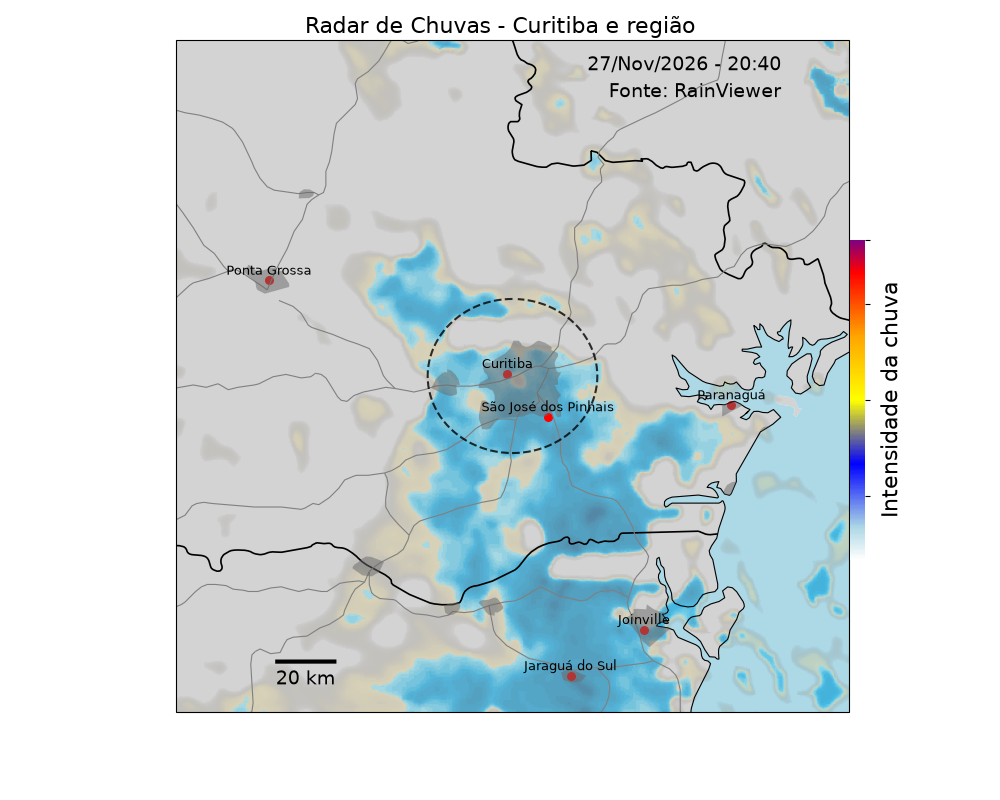 Radar de Chuvas - Curitiba e região
27/Nov/2026 - 20:40
Fonte: RainViewer
Ponta Grossa
Curitiba
Paranaguá
São José dos Pinhais
Intensidade da chuva
Joinville
Jaraguá do Sul
20 km